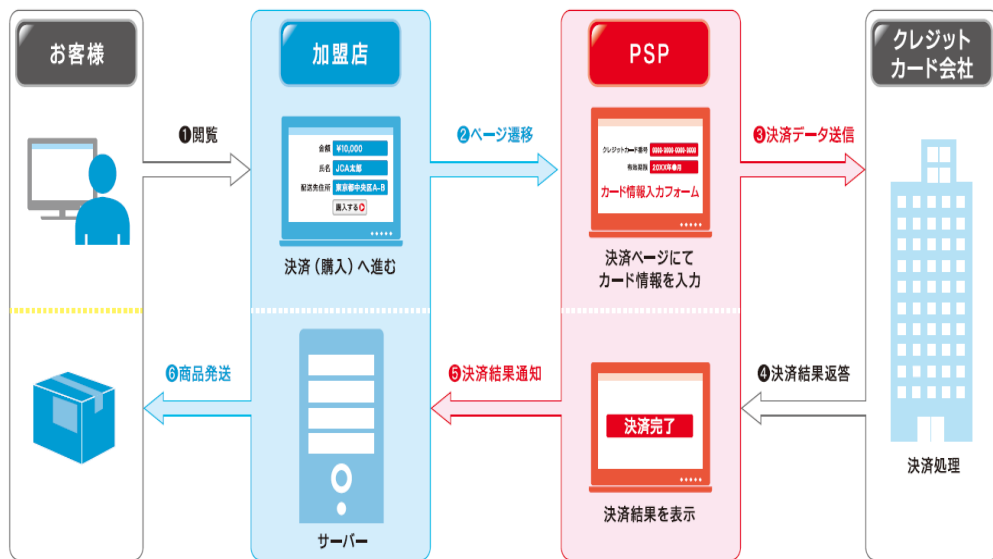 お客様
加盟店
PSP
クレジット
カード会社
❶閲覧
❷ページ遷移
❸決済データ送信
金額 ¥10,000
氏名 JCA太郎
配送先住所 東京都中央区A-B
購入する
クレジットカード番号 0000-0000-0000-0000
有効期限 20XX年●月
カード情報入力フォーム
決済（購入）へ進む
決済ページにて
カード情報を入力
❻商品発送
❺決済結果通知
❹決済結果返答
決済完了
決済処理
決済結果を表示
サーバー